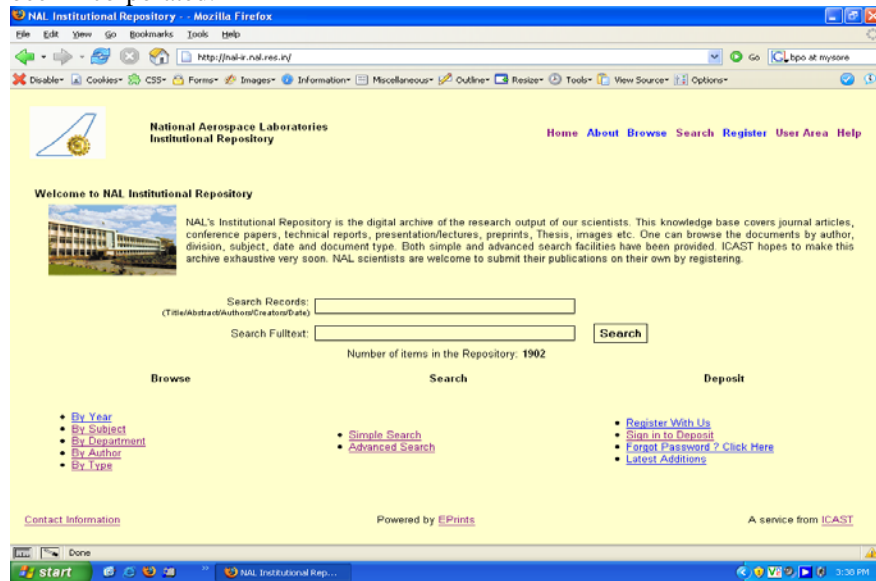 NAL Institutional Repository - - Mozilla Firefox
File Edit View Go Bookmarks Tools Help
http://nal-ir.nal.res.in/ Go bpo at mysore
Disable Cookies CSS Forms Images Information Miscellaneous Outline Resize Tools View Source Options
National Aerospace Laboratories
Institutional Repository
Home About Browse Search Register User Area Help
Welcome to NAL Institutional Repository
NAL's Institutional Repository is the digital archive of the research output of our scientists. This knowledge base covers journal articles,
conference papers, technical reports, presentation/lectures, preprints, Thesis, images etc. One can browse the documents by author,
division, subject, date and document type. Both simple and advanced search facilities have been provided. ICAST hopes to make this
archive exhaustive very soon. NAL scientists are welcome to submit their publications on their own by registering.
Search Records:
(Title/Abstract/Authors/Creators/Date)
Search Fulltext:
Search
Number of items in the Repository: 1902
Browse
By Year
By Subject
By Department
By Author
By Type
Search
Simple Search
Advanced Search
Deposit
Register With Us
Sign in to Deposit
Forgot Password ? Click Here
Latest Additions
Contact Information
Powered by EPrints
A service from ICAST
Done
start
NAL Institutional Rep...
3:38 PM